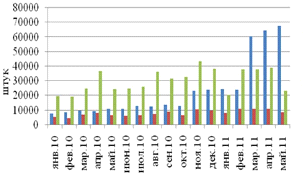 80000
70000
60000
50000
40000
30000
20000
10000
0
штук
янв.10
фев.10
мар.10
апр.10
май.10
июн.10
июл.10
авг.10
сен.10
окт.10
ноя.10
дек.10
янв.11
фев.11
мар.11
апр.11
май.11